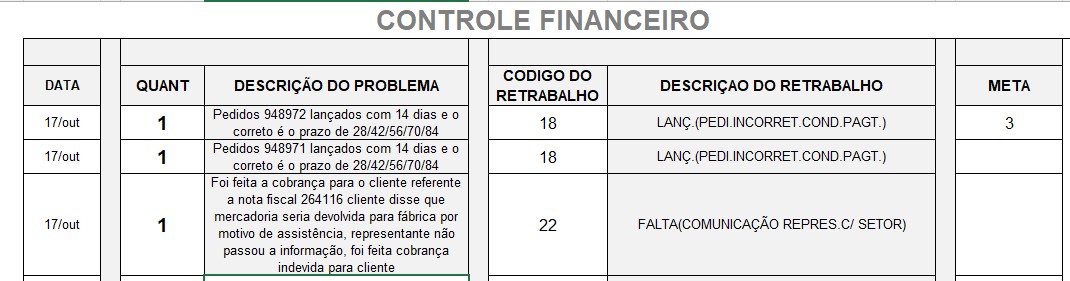 CONTROLE FINANCEIRO
DATA QUANT DESCRIÇÃO DO PROBLEMA CODIGO DO RETRABALHO DESCRIÇAO DO RETRABALHO META
17/out 1 Pedidos 948972 lançados com 14 dias e o
correto é o prazo de 28/42/56/70/84 18 LANÇ.(PEDI.INCORRET.COND.PAGT.) 3
17/out 1 Pedidos 948971 lançados com 14 dias e o
correto é o prazo de 28/42/56/70/84 18 LANÇ.(PEDI.INCORRET.COND.PAGT.)
17/out 1 Foi feita a cobrança para o cliente referente
a nota fiscal 264116 cliente disse que
mercadoria seria devolvida para fábrica por
motivo de assistência, representante não
passou a informação, foi feita cobrança
indevida para cliente 22 FALTA(COMUNICAÇÃO REPRES.C/ SETOR)